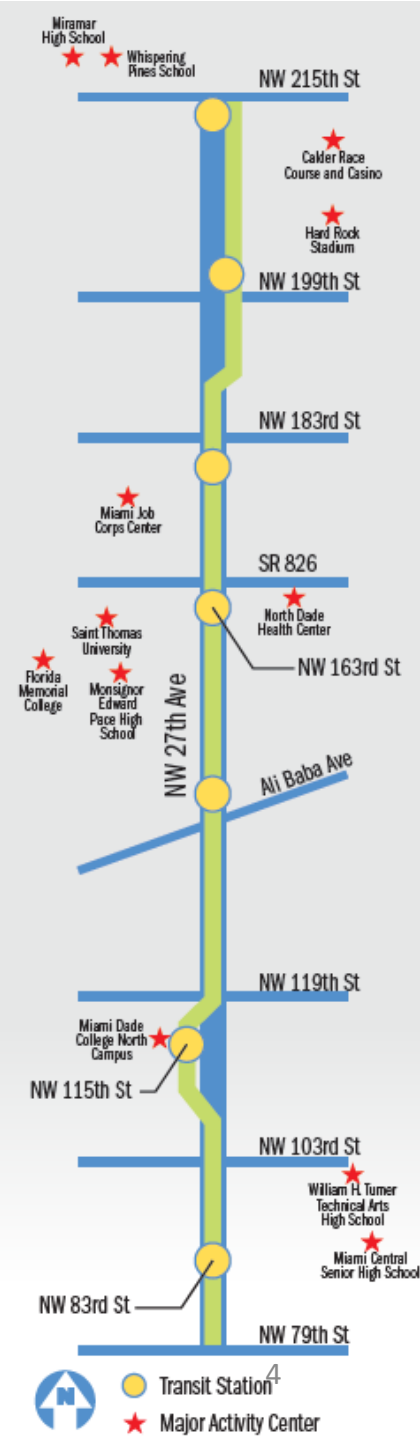 Miramar
High School
Whispering
Pines School
NW 215th St
Calder Race
Course and Casino
Hard Rock
Stadium
NW 199th St
NW 183rd St
Miami Job
Corps Center
SR 826
North Dade
Health Center
Saint Thomas
University
NW 163rd St
Florida
Memorial
College
Monsignor
Edward
Pace High
School
NW 27th Ave
Ali Baba Ave
NW 119th St
Miami Dade
College North
Campus
NW 115th St
NW 103rd St
William H. Turner
Technical Arts
High School
Miami Central
Senior High School
NW 83rd St
NW 79th St
4
N
Transit Station
Major Activity Center